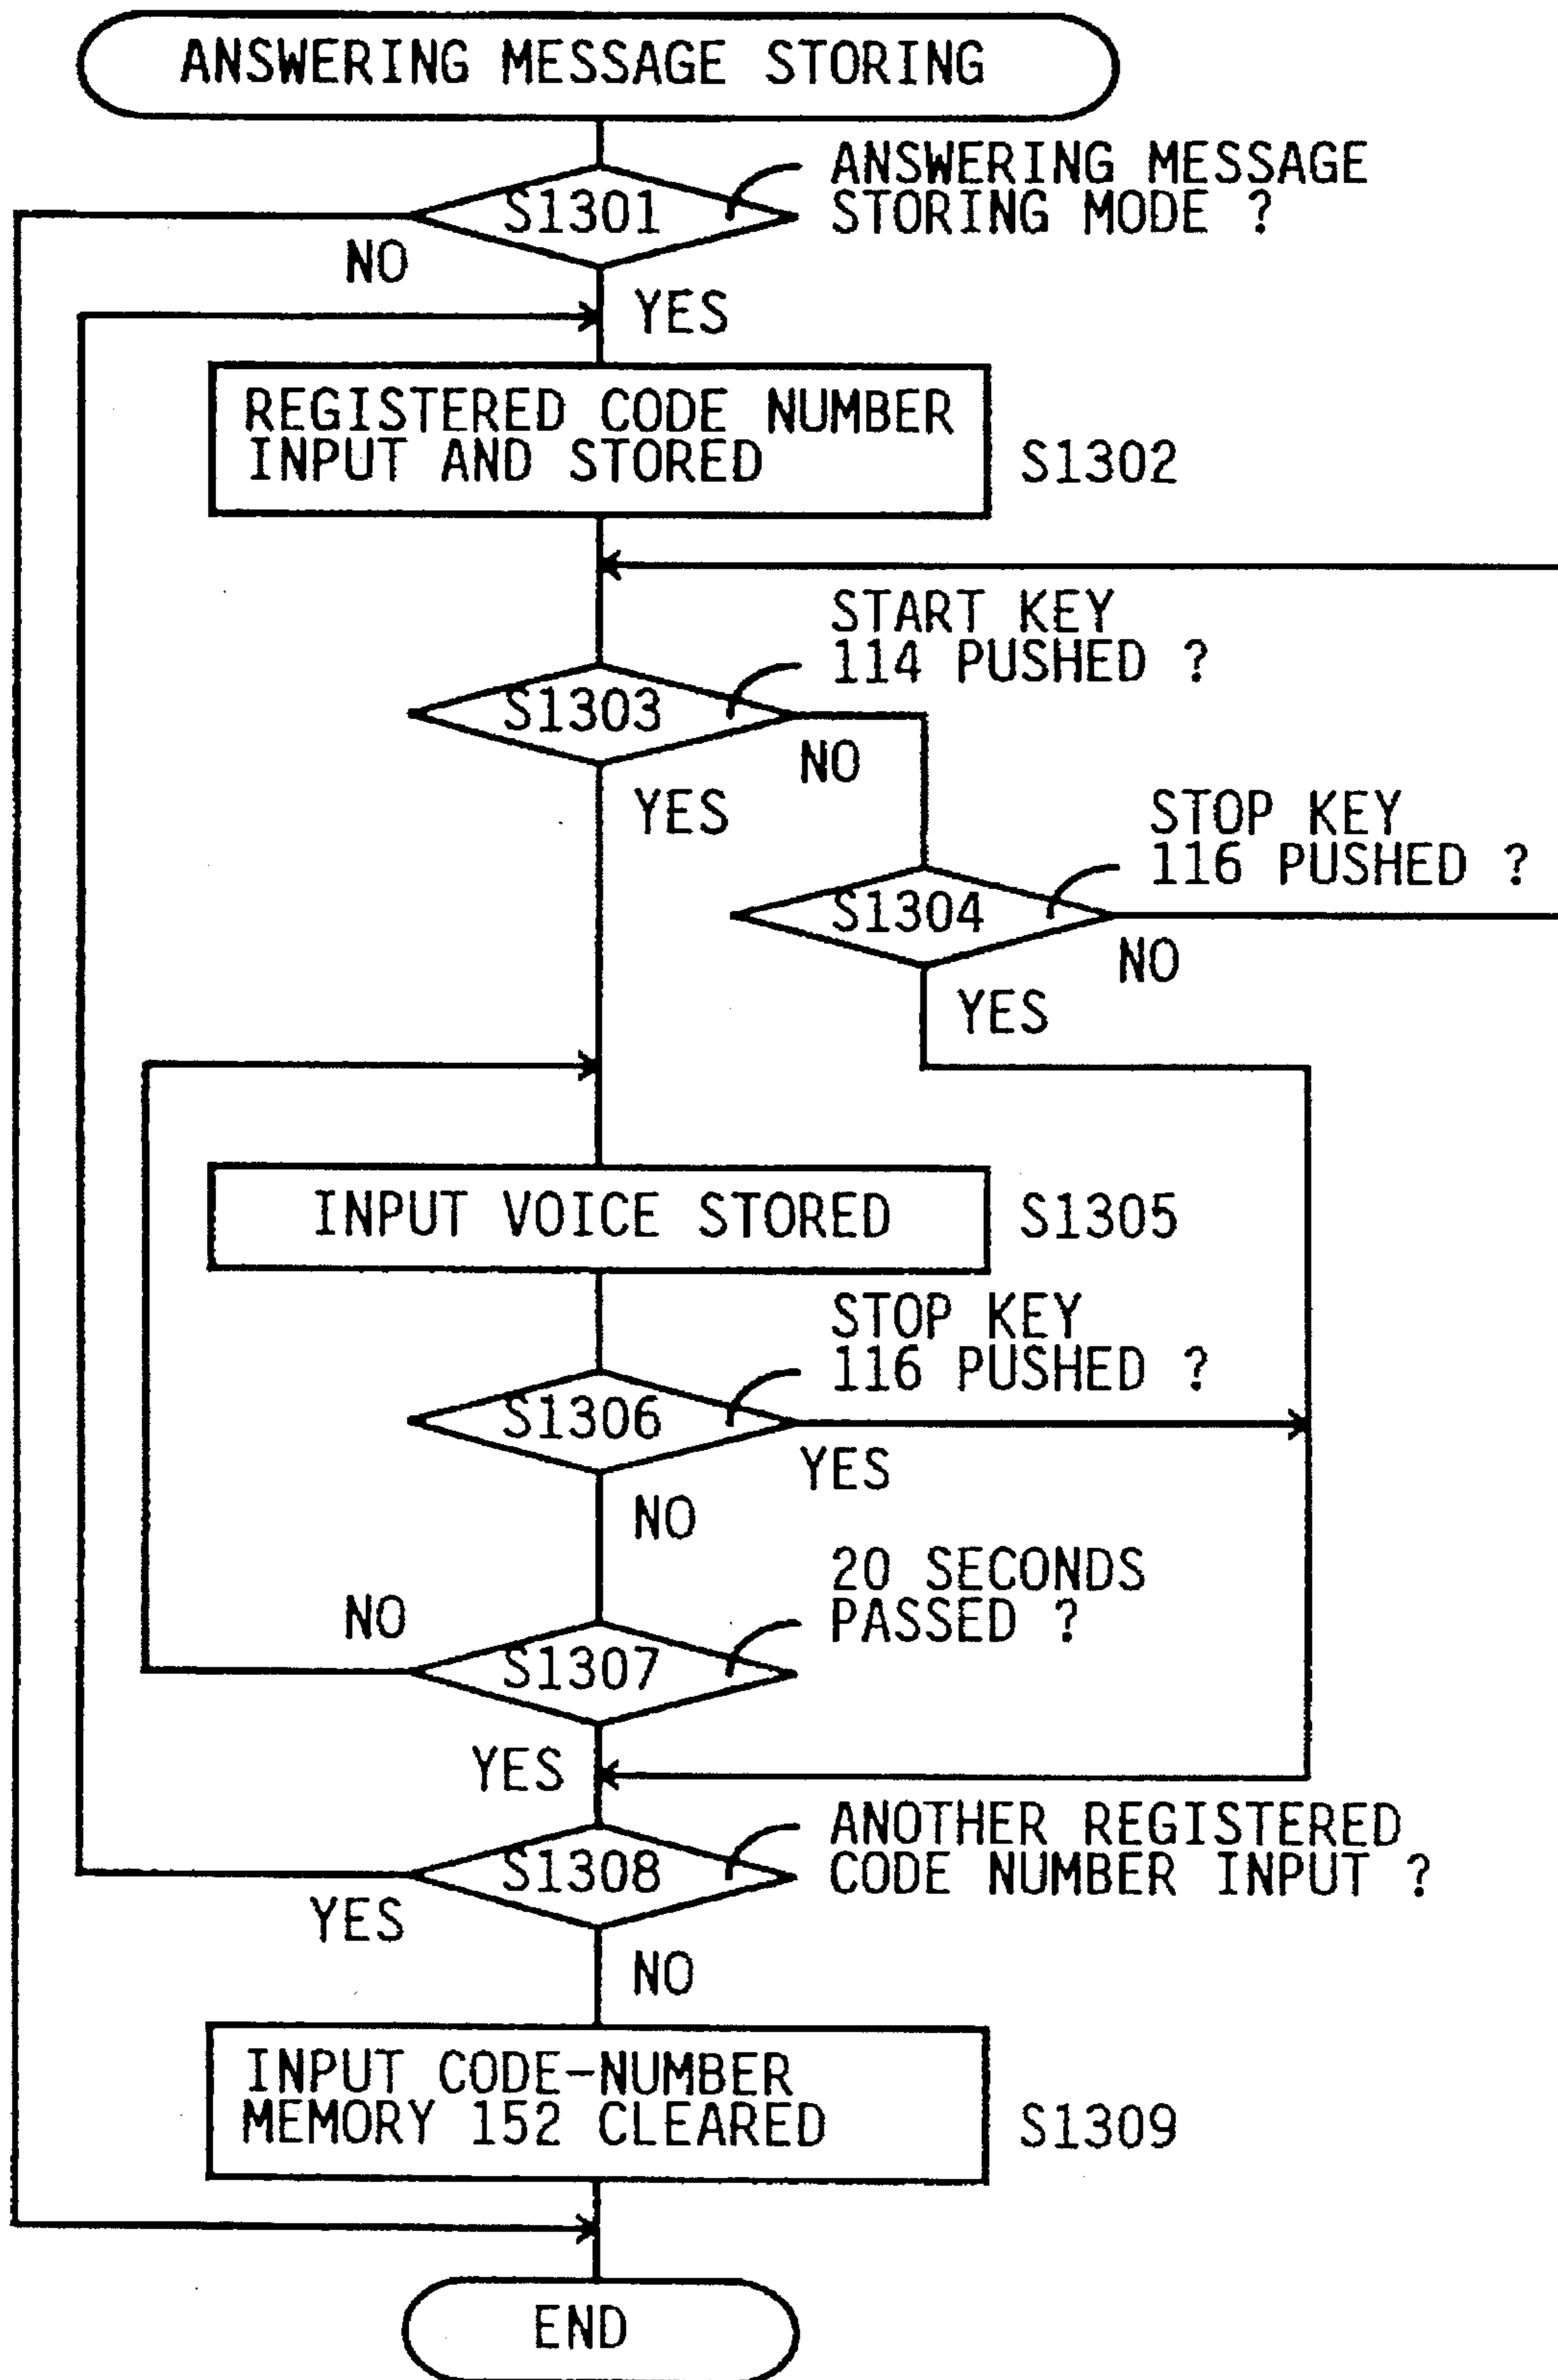 ANSWERING MESSAGE STORING
ANSWERING MESSAGE
STORING MODE ?
S1301
NO
YES
REGISTERED CODE NUMBER
INPUT AND STORED
S1302
START KEY
114 PUSHED ?
S1303
NO
YES
STOP KEY
116 PUSHED ?
S1304
NO
YES
INPUT VOICE STORED
S1305
STOP KEY
116 PUSHED ?
S1306
YES
NO
20 SECONDS
PASSED ?
NO
S1307
YES
ANOTHER REGISTERED
CODE NUMBER INPUT ?
S1308
YES
NO
INPUT CODE-NUMBER
MEMORY 152 CLEARED
S1309
END